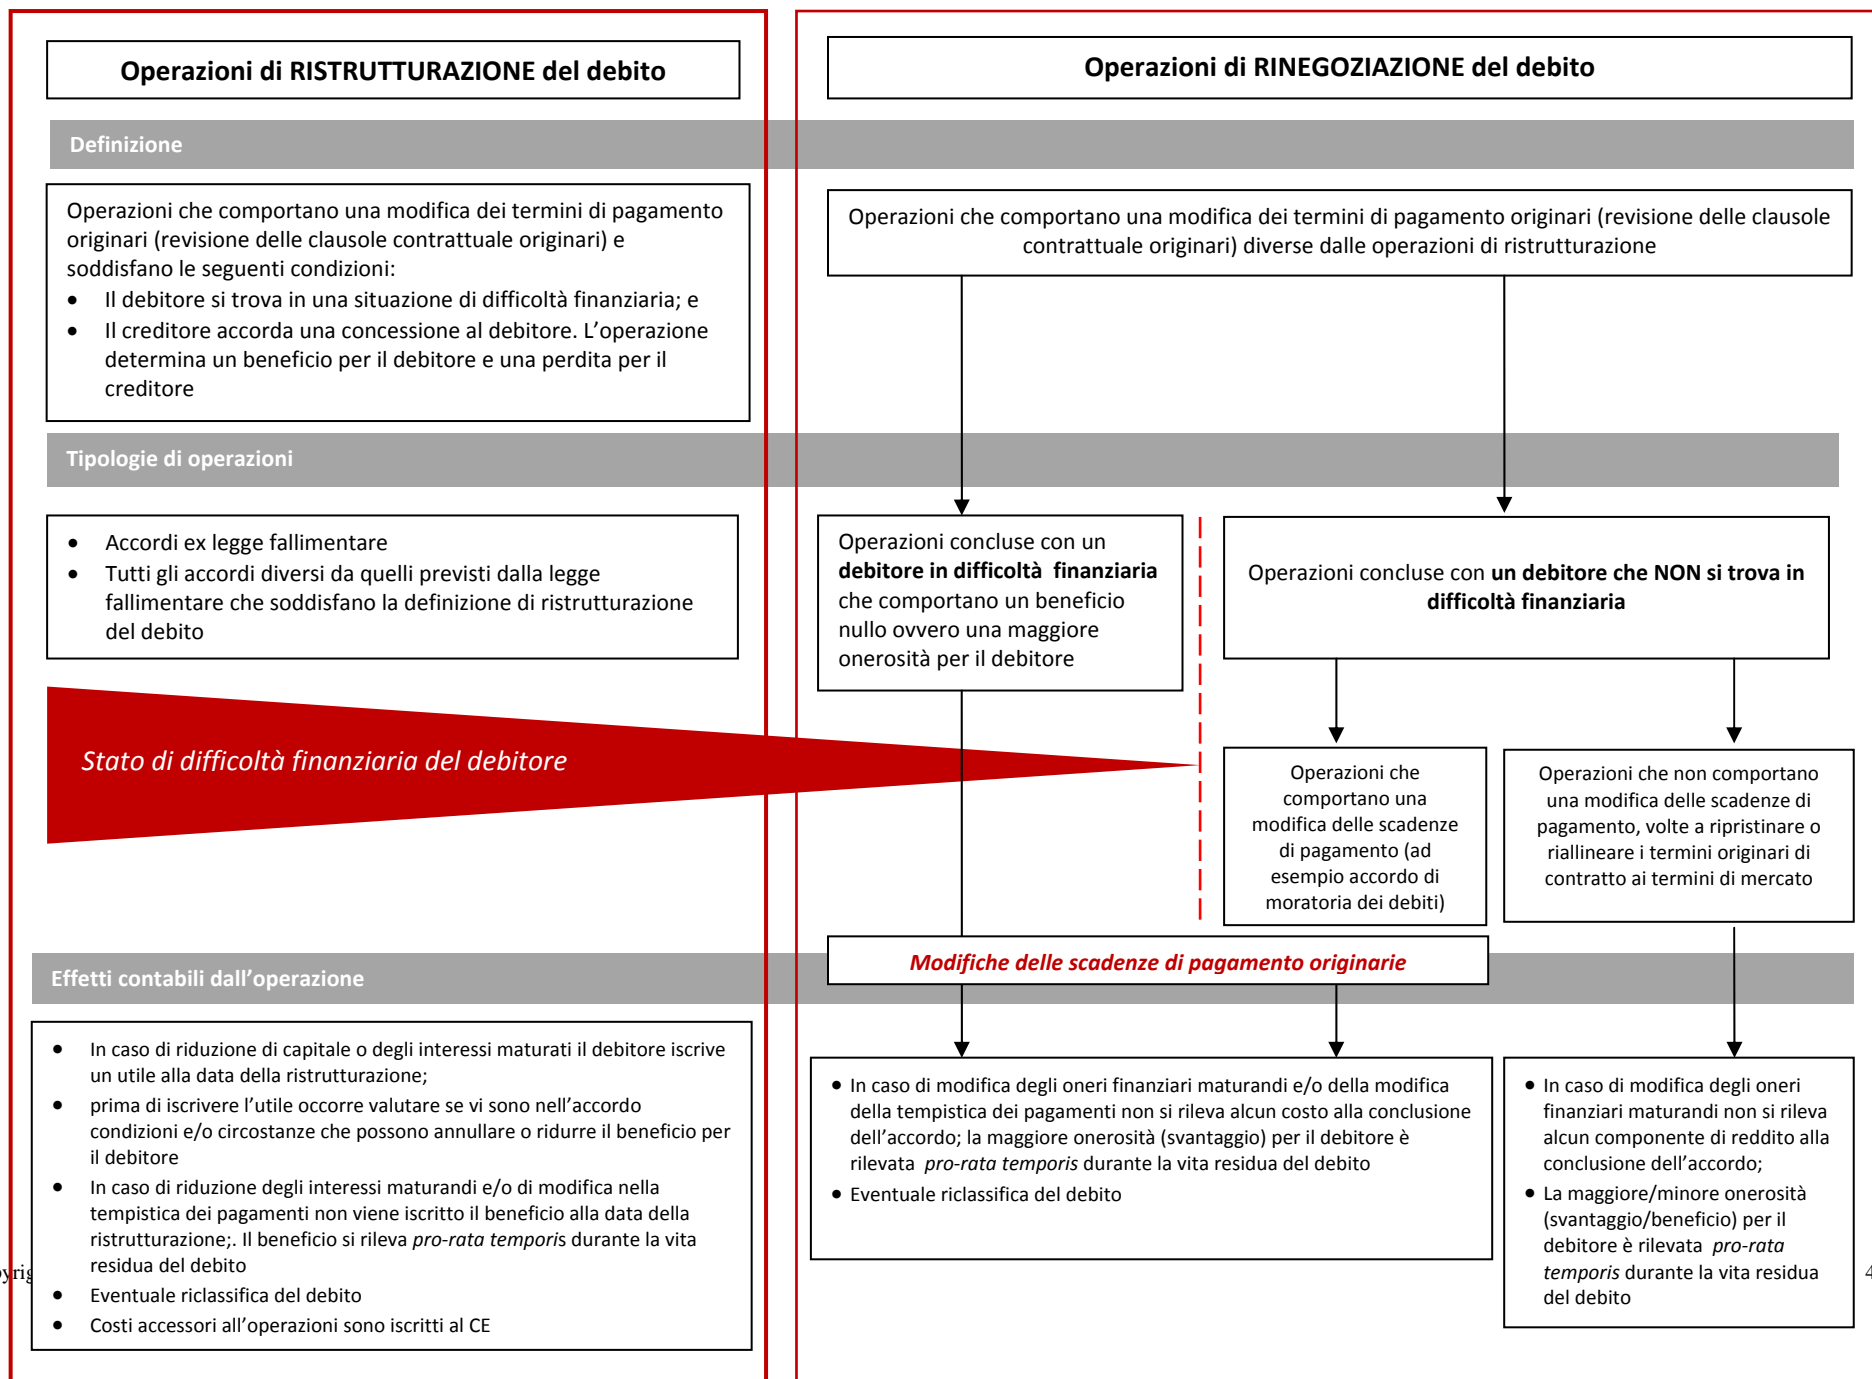 Operazioni di RISTRUTTURAZIONE del debito
Operazioni di RINEGOZIAZIONE del debito
Definizione
Operazioni che comportano una modifica dei termini di pagamento
originari (revisione delle clausole contrattuale originari) e
soddisfano le seguenti condizioni:
• Il debitore si trova in una situazione di difficoltà finanziaria; e
• Il creditore accorda una concessione al debitore. L'operazione
determina un beneficio per il debitore e una perdita per il
creditore
Operazioni che comportano una modifica dei termini di pagamento originari (revisione delle clausole
contrattuale originari) diverse dalle operazioni di ristrutturazione
Tipologie di operazioni
• Accordi ex legge fallimentare
• Tutti gli accordi diversi da quelli previsti dalla legge
fallimentare che soddisfano la definizione di ristrutturazione
del debito
Operazioni concluse con un
debitore in difficoltà finanziaria
che comportano un beneficio
nullo ovvero una maggiore
onerosità per il debitore
Operazioni concluse con un debitore che NON si trova in
difficoltà finanziaria
Stato di difficoltà finanziaria del debitore
Operazioni che
comportano una
modifica delle scadenze
di pagamento (ad
esempio accordo di
moratoria dei debiti)
Operazioni che non comportano
una modifica delle scadenze di
pagamento, volte a ripristinare o
riallineare i termini originari di
contratto ai termini di mercato
Modifiche delle scadenze di pagamento originarie
Effetti contabili dall'operazione
• In caso di riduzione di capitale o degli interessi maturati il debitore iscrive
un utile alla data della ristrutturazione;
• prima di iscrivere l'utile occorre valutare se vi sono nell'accordo
condizioni e/o circostanze che possono annullare o ridurre il beneficio per
il debitore
• In caso di riduzione degli interessi maturandi e/o di modifica nella
tempistica dei pagamenti non viene iscritto il beneficio alla data della
ristrutturazione;. Il beneficio si rileva pro-rata temporis durante la vita
residua del debito
• Eventuale riclassifica del debito
• Costi accessori all'operazioni sono iscritti al CE
• In caso di modifica degli oneri finanziari maturandi e/o della modifica
della tempistica dei pagamenti non si rileva alcun costo alla conclusione
dell'accordo; la maggiore onerosità (svantaggio) per il debitore è
rilevata pro-rata temporis durante la vita residua del debito
• Eventuale riclassifica del debito
• In caso di modifica degli oneri
finanziari maturandi non si rileva
alcun componente di reddito alla
conclusione dell'accordo;
• La maggiore/minore onerosità
(svantaggio/beneficio) per il
debitore è rilevata pro-rata
temporis durante la vita residua
del debito
4